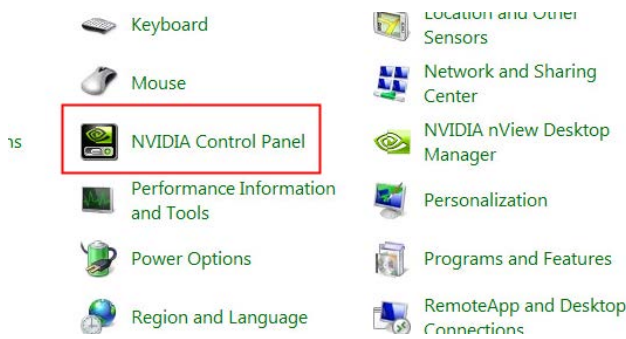 Keyboard
Location and Other
Sensors
Mouse
Network and Sharing
Center
ns
NVIDIA Control Panel
NVIDIA nView Desktop
Manager
Performance Information
and Tools
Personalization
Power Options
Programs and Features
Region and Language
RemoteApp and Desktop
Connections